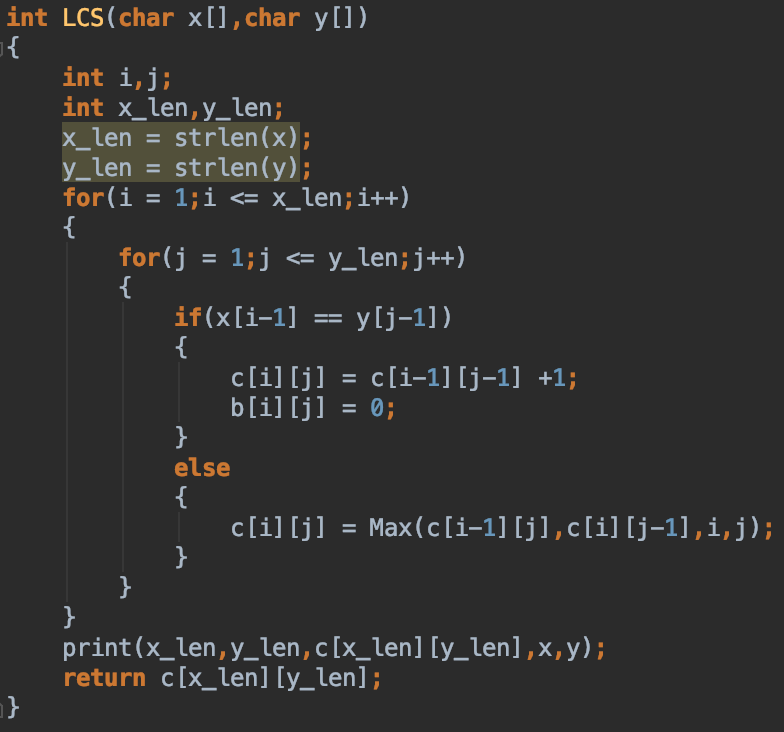 int LCS(char x[],char y[])
{
    int i,j;
    int x_len,y_len;
    x_len = strlen(x);
    y_len = strlen(y);
    for(i = 1;i <= x_len;i++)
    {
        for(j = 1;j <= y_len;j++)
        {
            if(x[i-1] == y[j-1])
            {
                c[i][j] = c[i-1][j-1] +1;
                b[i][j] = 0;
            }
            else
            {
                c[i][j] = Max(c[i-1][j],c[i][j-1],i,j);
            }
        }
    }
    print(x_len,y_len,c[x_len][y_len],x,y);
    return c[x_len][y_len];
}